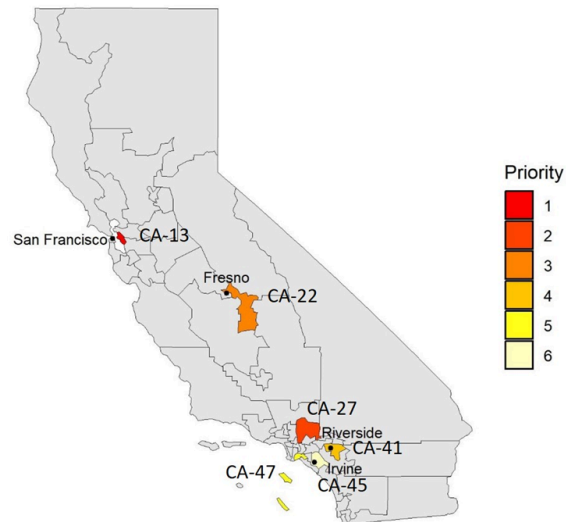 Priority
1
2
3
4
5
6
San Francisco
CA-13
Fresno
CA-22
CA-27
Riverside
CA-41
CA-47
Irvine
CA-45